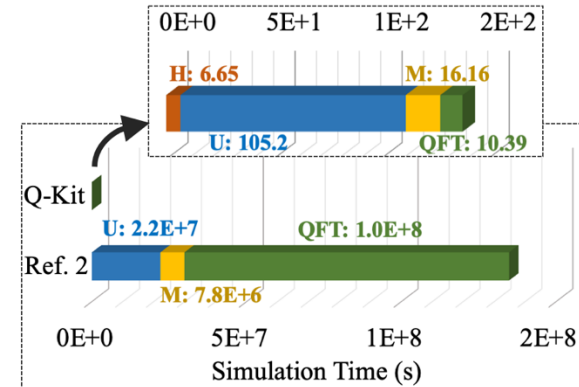 0E+0 5E+1 1E+2 2E+2
H: 6.65 M: 16.16
U: 105.2 QFT: 10.39
Q-Kit
U: 2.2E+7 QFT: 1.0E+8
Ref. 2
M: 7.8E+6
0E+0 5E+7 1E+8 2E+8
Simulation Time (s)